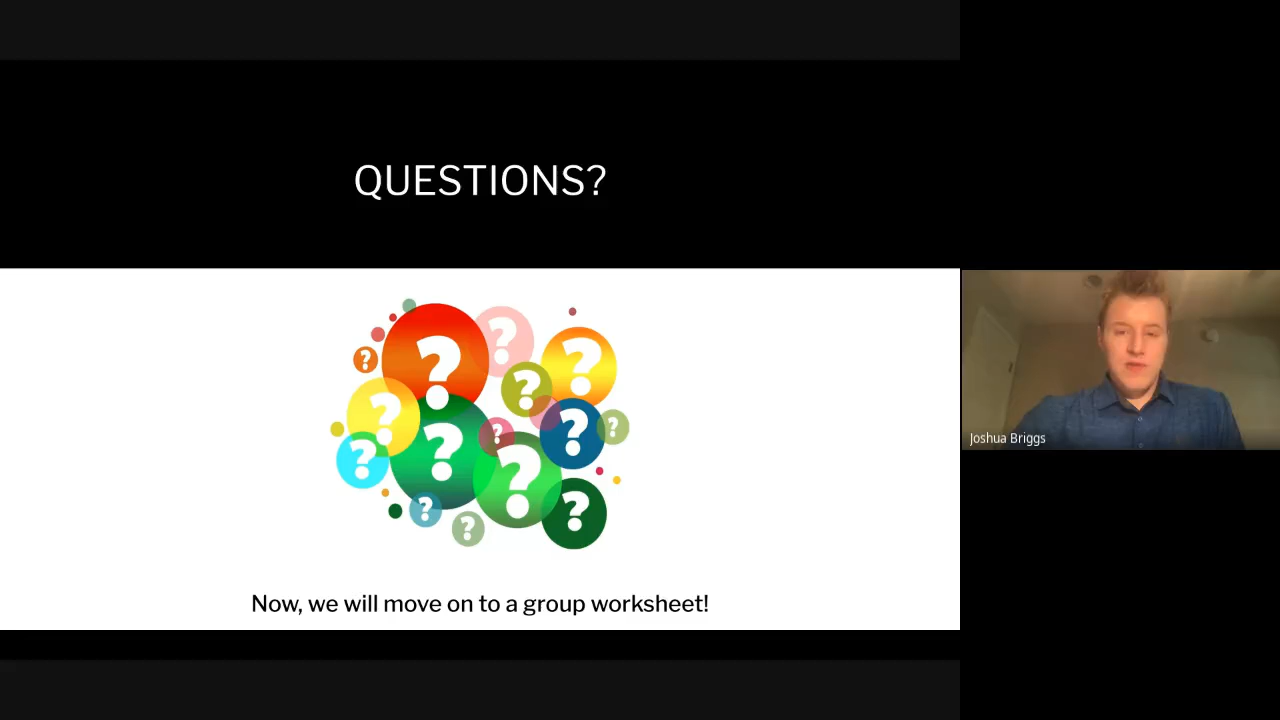 QUESTIONS?
? ? ? ? ? ? ? ? ? ? ? ? ? ? ?
Now, we will move on to a group worksheet!
Joshua Briggs